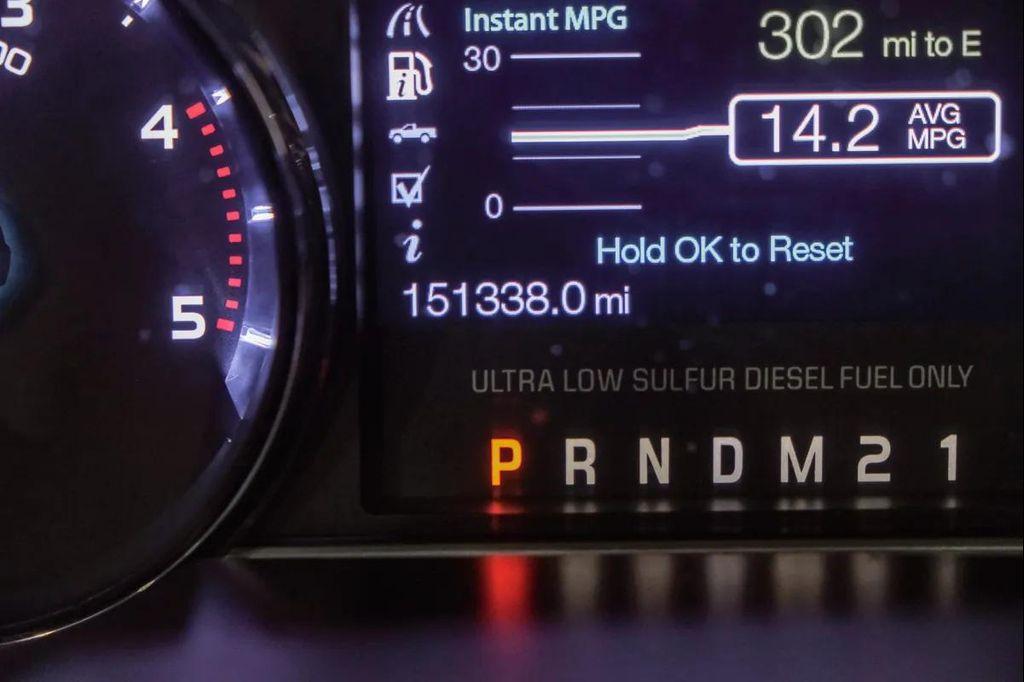 3
00
4
5
Instant MPG
30
0
302 mi to E
14.2 AVG MPG
i
Hold OK to Reset
151338.0 mi
ULTRA LOW SULFUR DIESEL FUEL ONLY
P R N D M 2 1